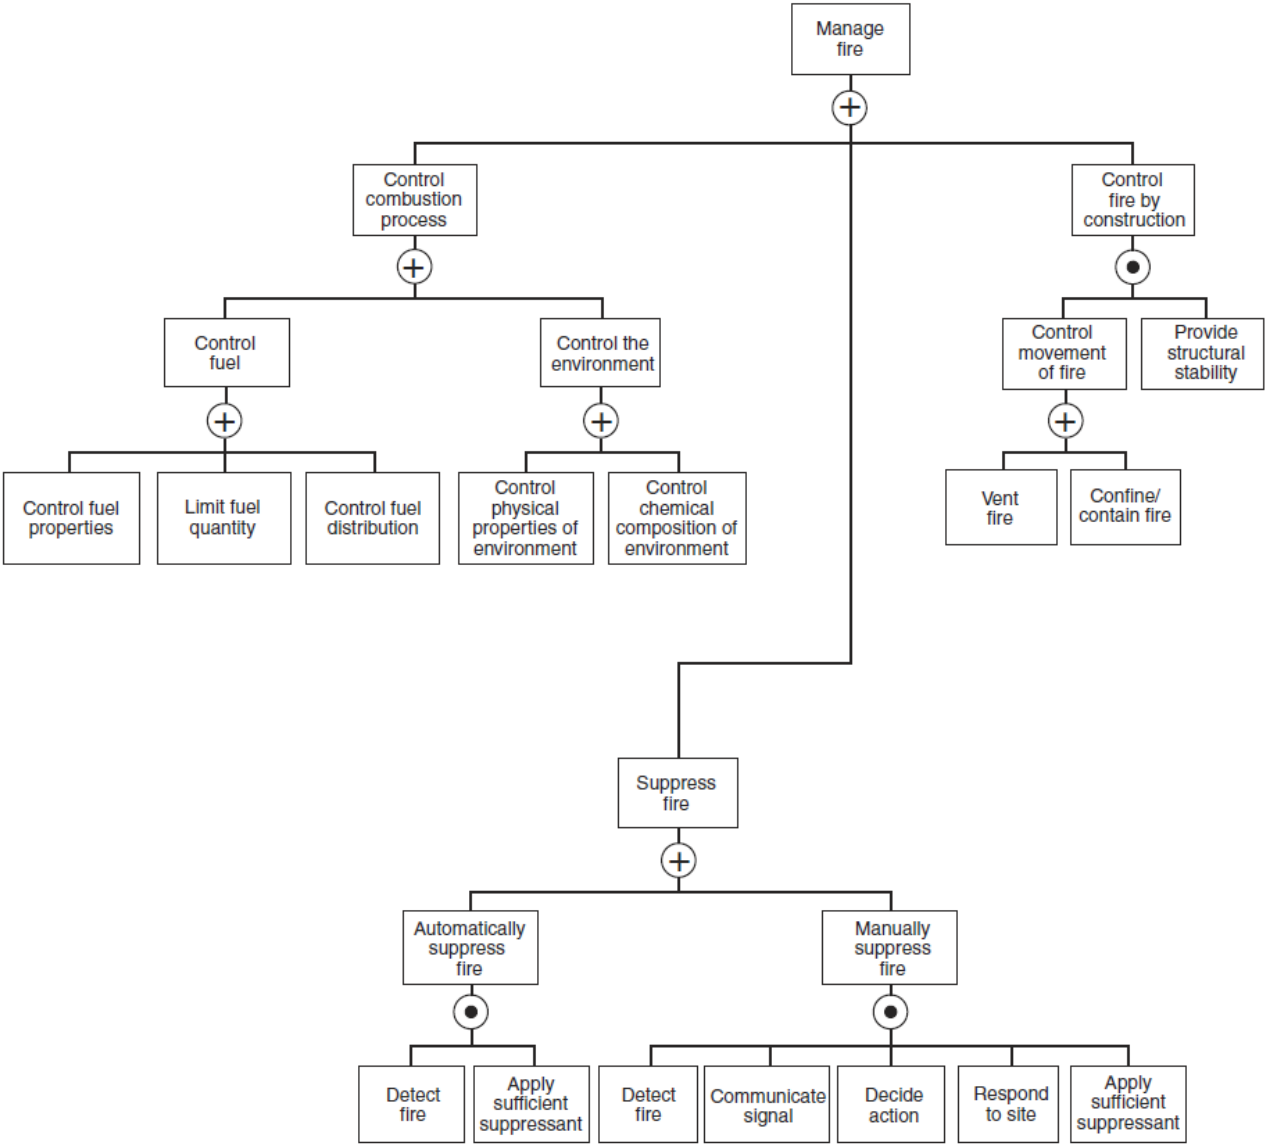 Manage
fire
+
Control
combustion
process
Control
fire by
construction
+
Control
fuel
Control the
environment
Control
movement
of fire
Provide
structural
stability
+
+
+
Control fuel
properties
Limit fuel
quantity
Control fuel
distribution
Control
physical
properties of
environment
Control
chemical
composition of
environment
Vent
fire
Confine/
contain fire
Suppress
fire
+
Automatically
suppress
fire
Manually
suppress
fire
Detect
fire
Apply
sufficient
suppressant
Detect
fire
Communicate
signal
Decide
action
Respond
to site
Apply
sufficient
suppressant